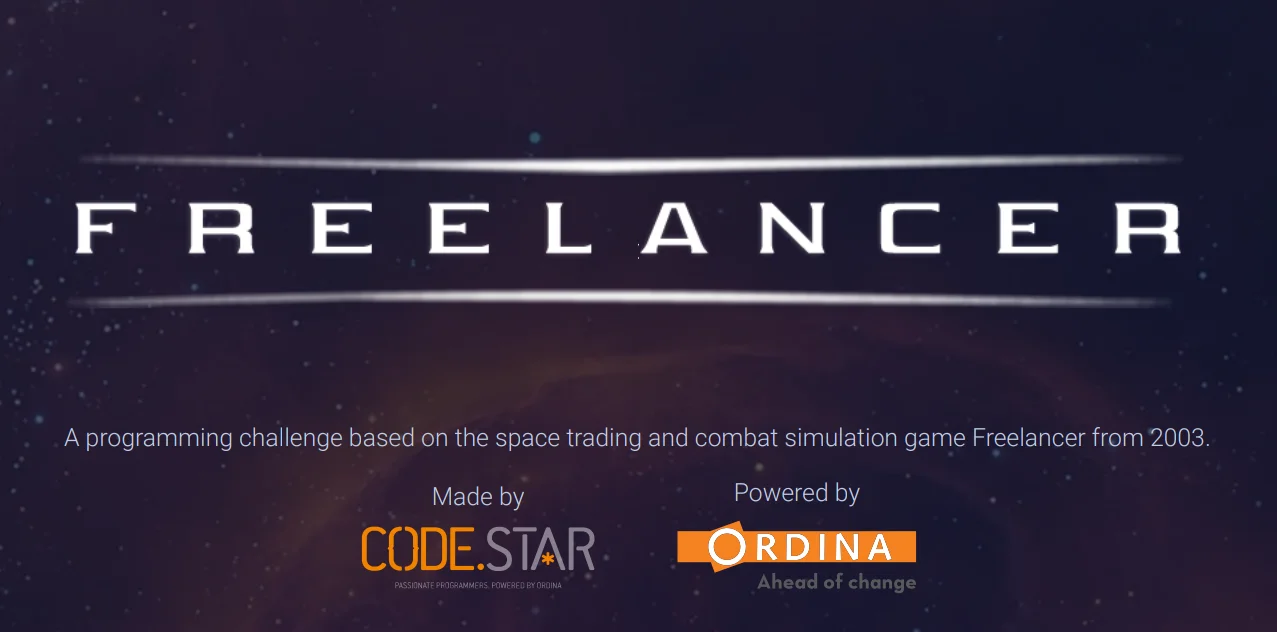 FREELANCER
A programming challenge based on the space trading and combat simulation game Freelancer from 2003.
Made by
CODE.STAR
PASSIONATE PROGRAMMERS. POWERED BY ORDINA
Powered by
ORDINA
Ahead of change